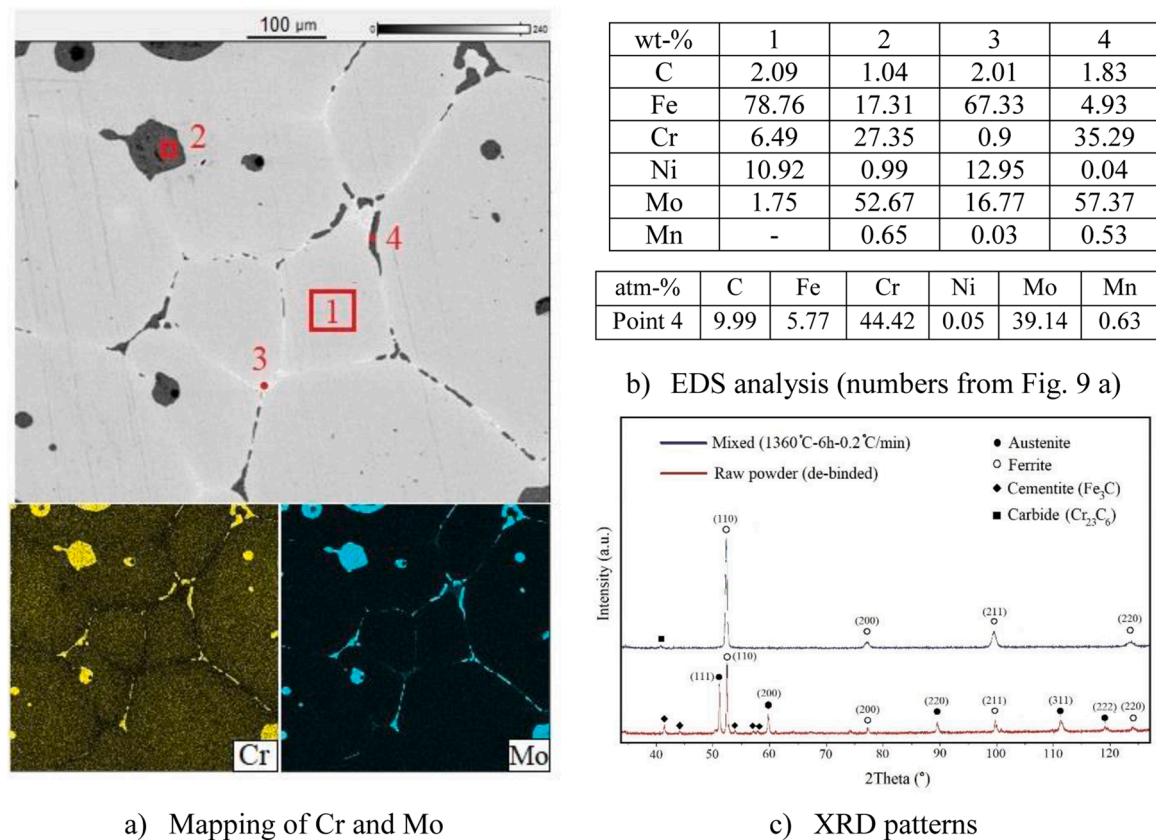 100 µm
0 240
2
4
1
3
Cr
Mo
a) Mapping of Cr and Mo
wt-% 1 2 3 4
C 2.09 1.04 2.01 1.83
Fe 78.76 17.31 67.33 4.93
Cr 6.49 27.35 0.9 35.29
Ni 10.92 0.99 12.95 0.04
Mo 1.75 52.67 16.77 57.37
Mn - 0.65 0.03 0.53
atm-% C Fe Cr Ni Mo Mn
Point 4 9.99 5.77 44.42 0.05 39.14 0.63
b) EDS analysis (numbers from Fig. 9 a)
Mixed (1360°C-6h-0.2°C/min)
Raw powder (de-binded)
Austenite
Ferrite
Cementite (Fe3C)
Carbide (Cr23C6)
(110)
(200)
(211)
(220)
(111)
(110)
(200)
(200)
(220)
(211)
(311)
(222)
(220)
Intensity (a.u.)
40 50 60 70 80 90 100 110 120
2Theta (°)
c) XRD patterns